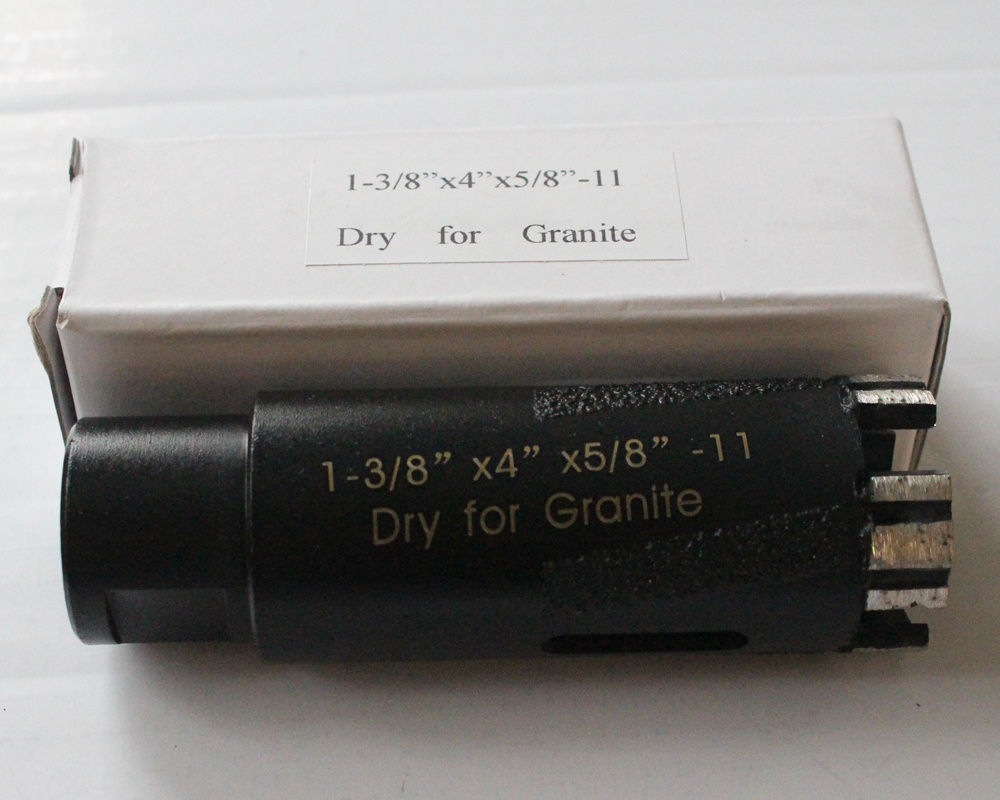 1-3/8”x4”x5/8”-11
Dry for Granite
1-3/8” x4” x5/8” -11
Dry for Granite